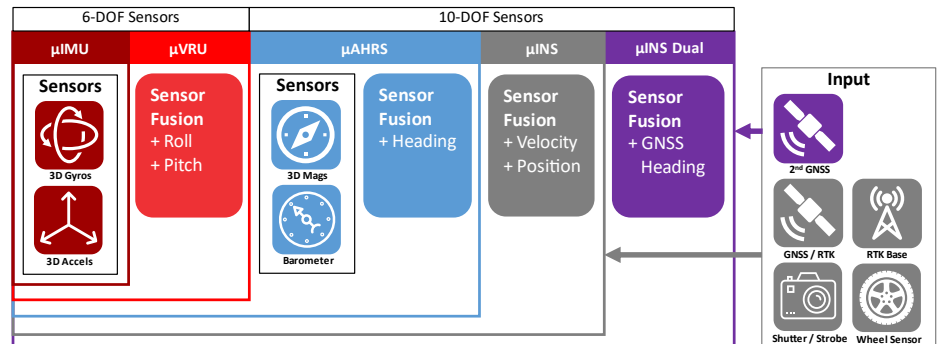 6-DOF Sensors
10-DOF Sensors
µIMU
µVRU
µAHRS
µINS
µINS Dual
Sensors
3D Gyros
3D Accels
Sensor
Fusion
+ Roll
+ Pitch
Sensors
3D Mags
Barometer
Sensor
Fusion
+ Heading
Sensor
Fusion
+ Velocity
+ Position
Sensor
Fusion
+ GNSS
Heading
Input
2nd GNSS
GNSS / RTK
RTK Base
Shutter / Strobe
Wheel Sensor